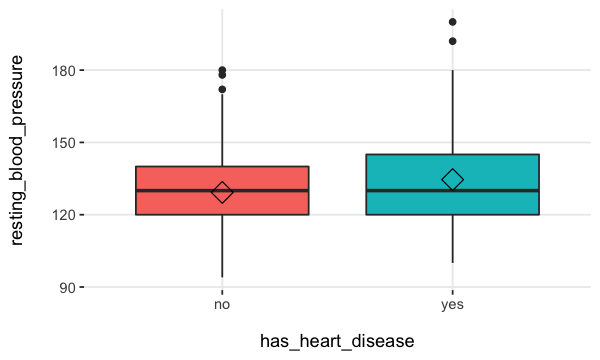 resting_blood_pressure
180
150
120
90
no yes
has_heart_disease